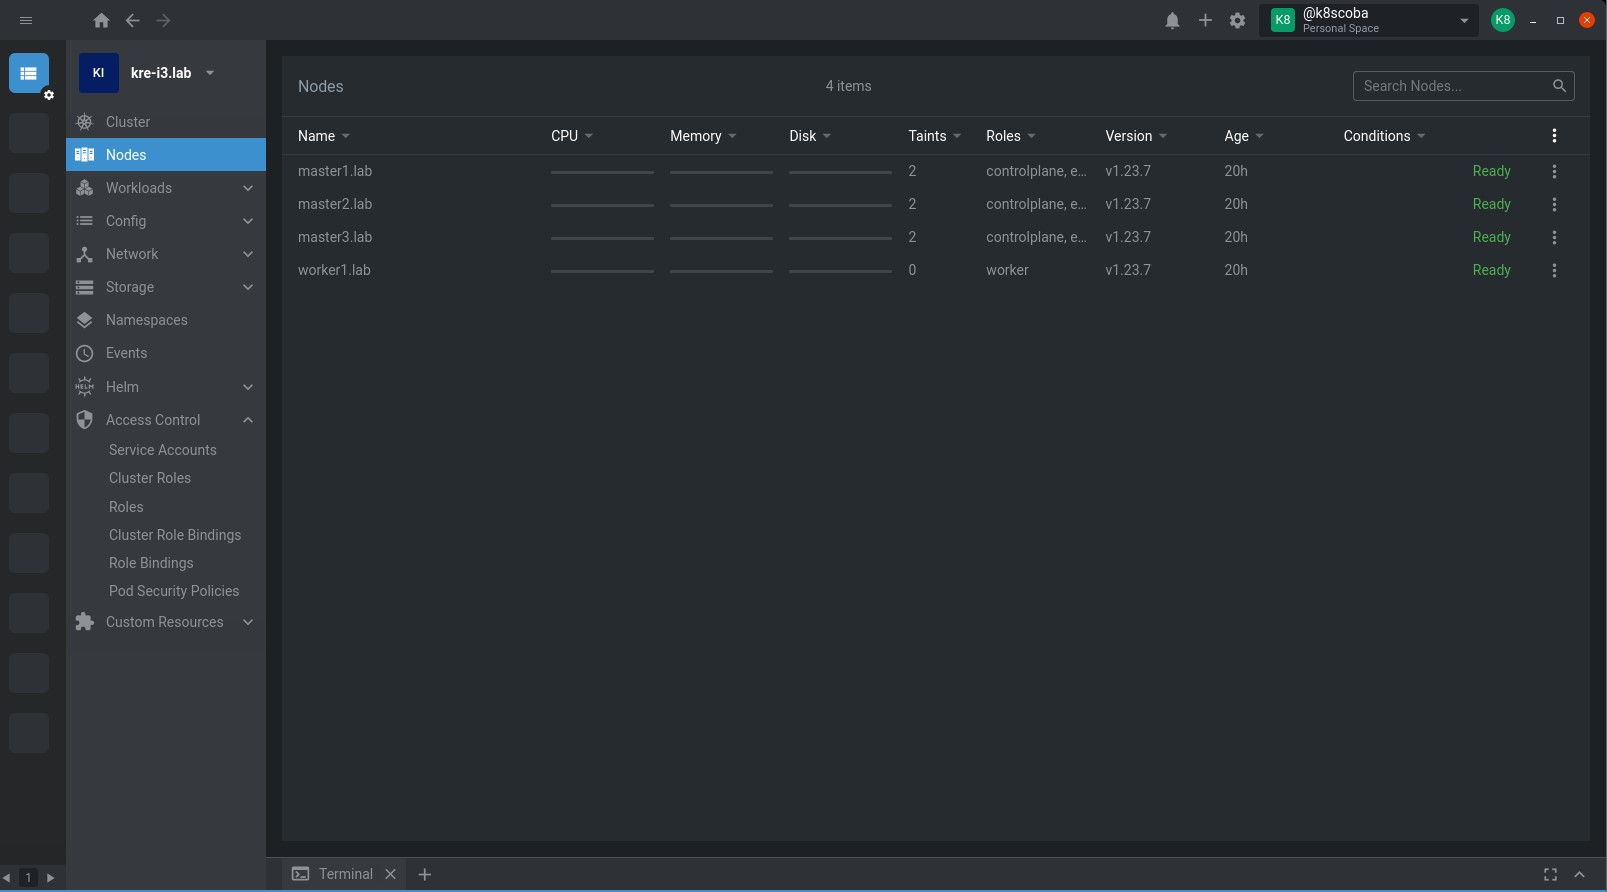 K8 @k8scoba K8
Personal Space
KI kre-i3.lab
Cluster
Nodes
Workloads
Config
Network
Storage
Namespaces
Events
HELM Helm
Access Control
Service Accounts
Cluster Roles
Roles
Cluster Role Bindings
Role Bindings
Pod Security Policies
Custom Resources
1
Nodes 4 items Search Nodes...
Name CPU Memory Disk Taints Roles Version Age Conditions
master1.lab 2 controlplane, e... v1.23.7 20h Ready
master2.lab 2 controlplane, e... v1.23.7 20h Ready
master3.lab 2 controlplane, e... v1.23.7 20h Ready
worker1.lab 0 worker v1.23.7 20h Ready
Terminal